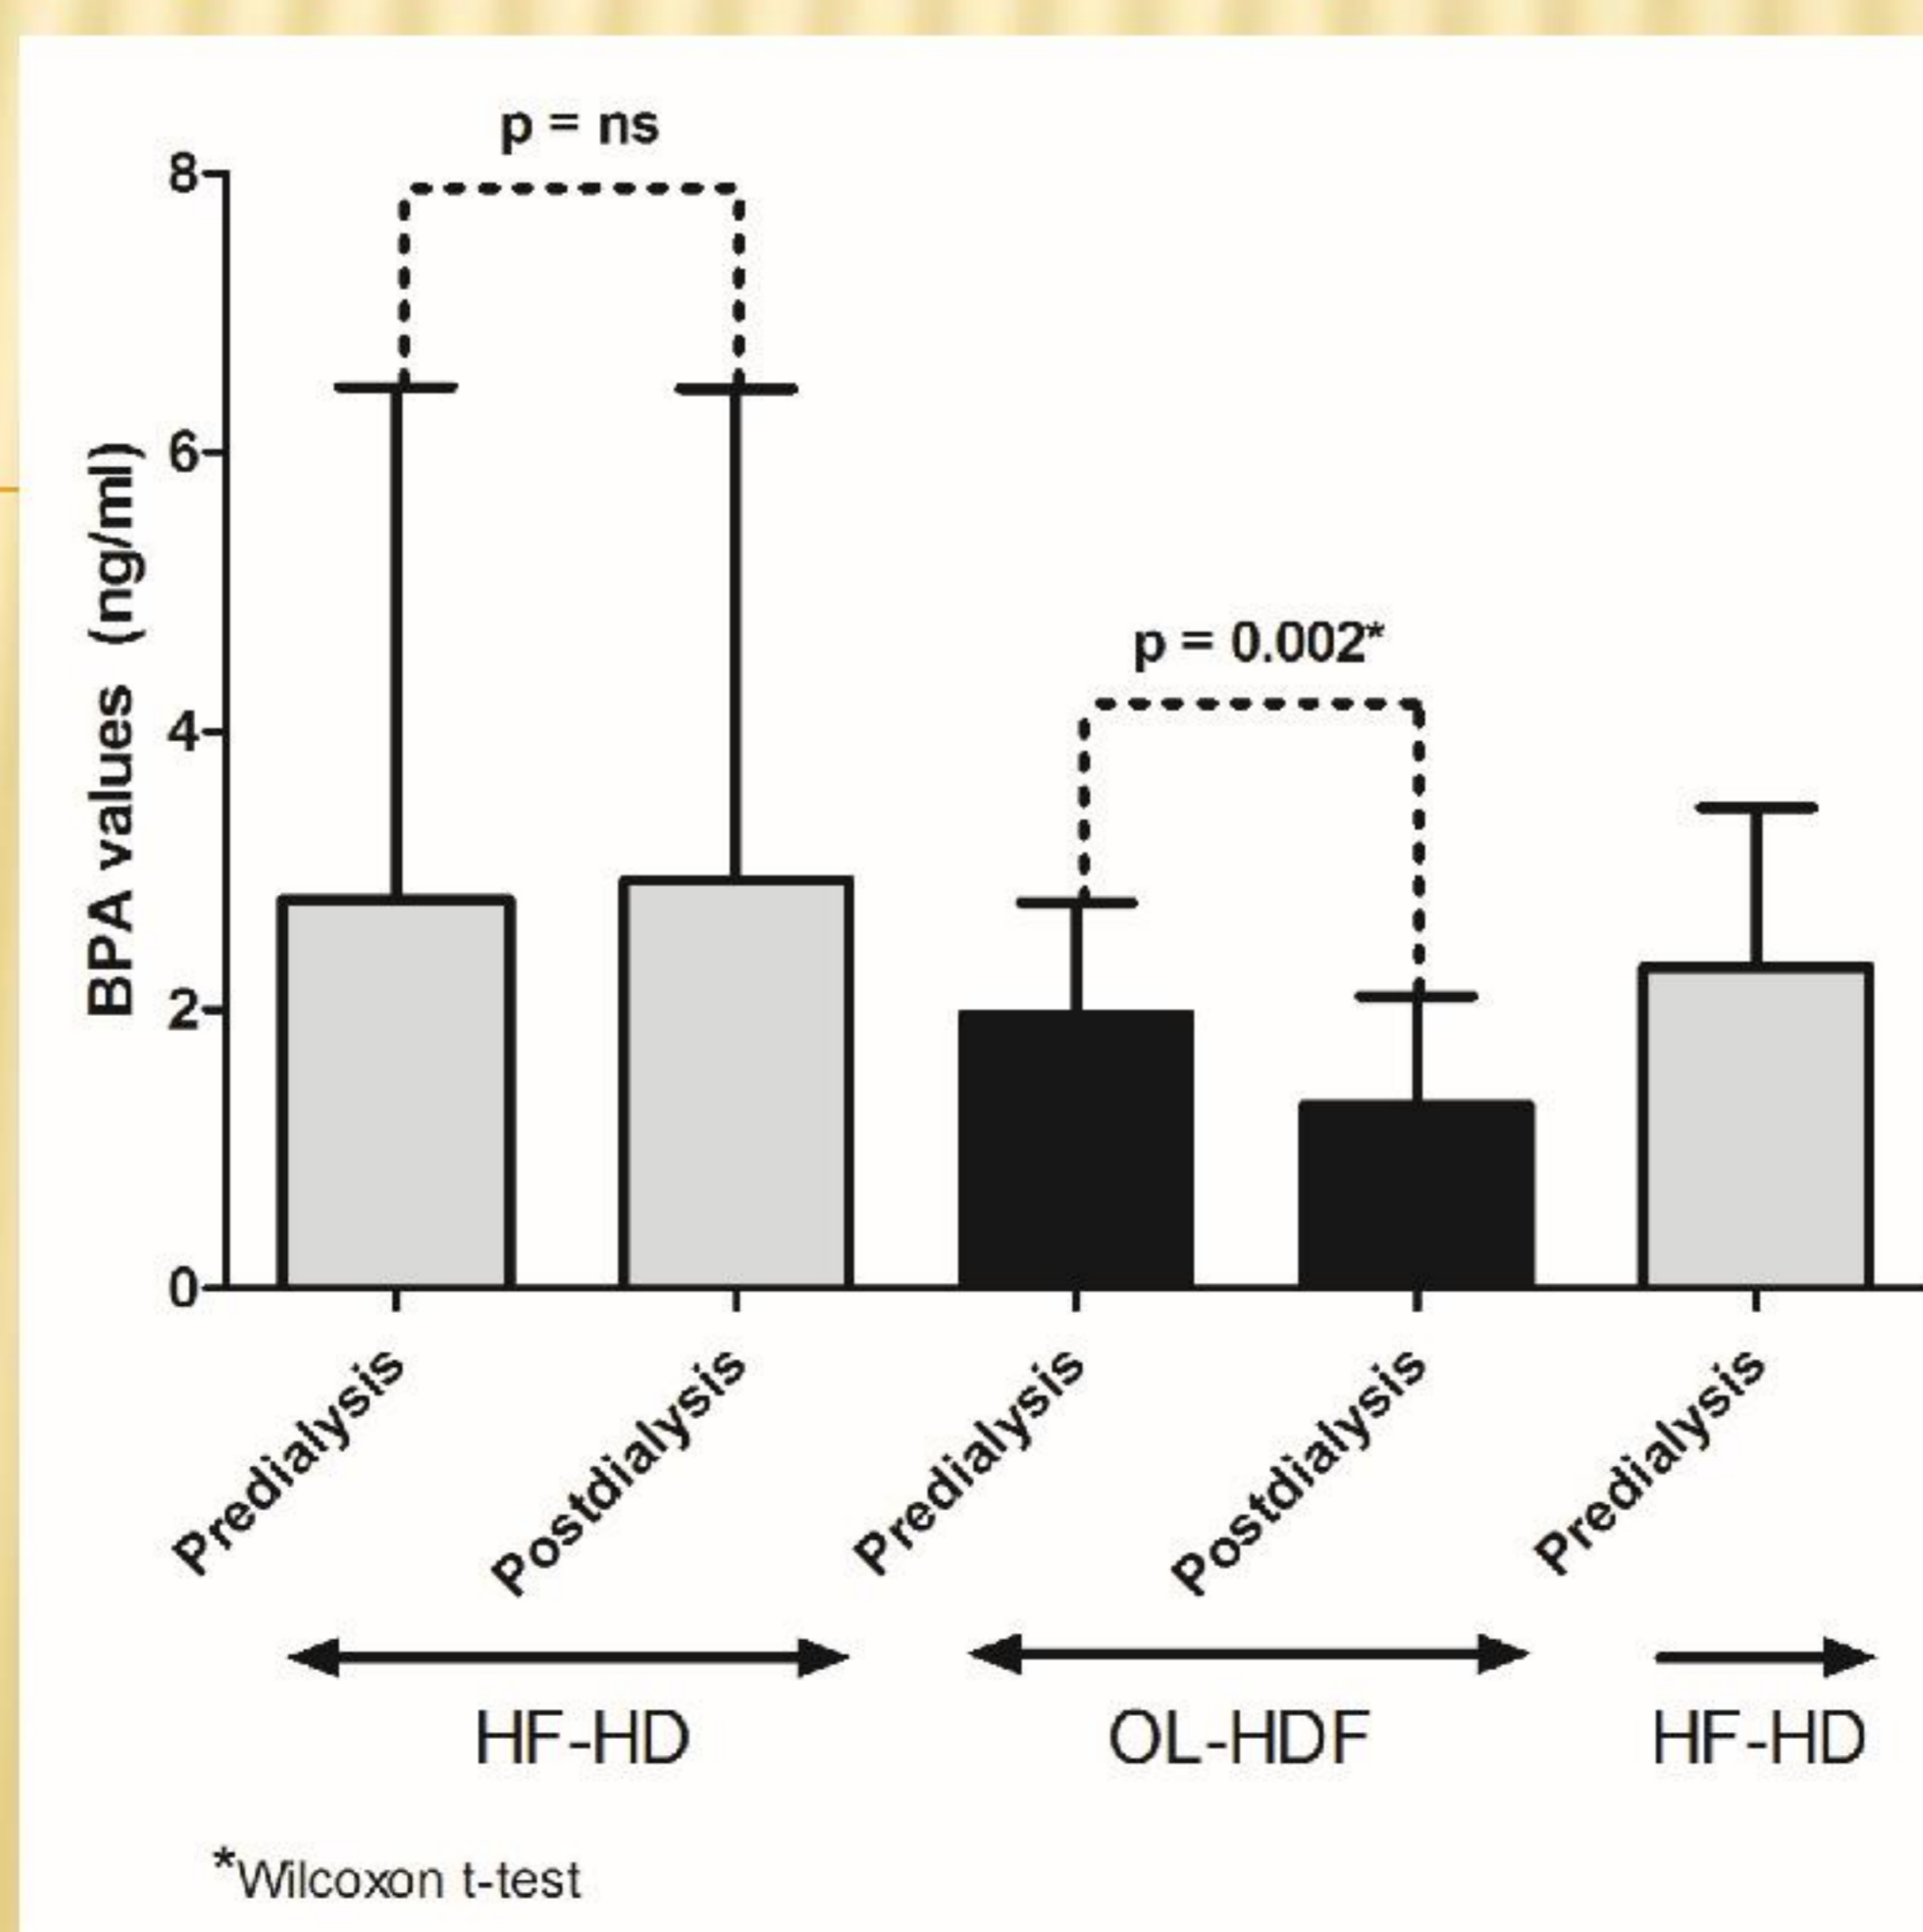 p = ns
8
6
4
2
0
BPA values (ng/ml)
p = 0.002*
Predialysis
Postdialysis
Predialysis
Postdialysis
Predialysis
HF-HD
OL-HDF
HF-HD
*Wilcoxon t-test